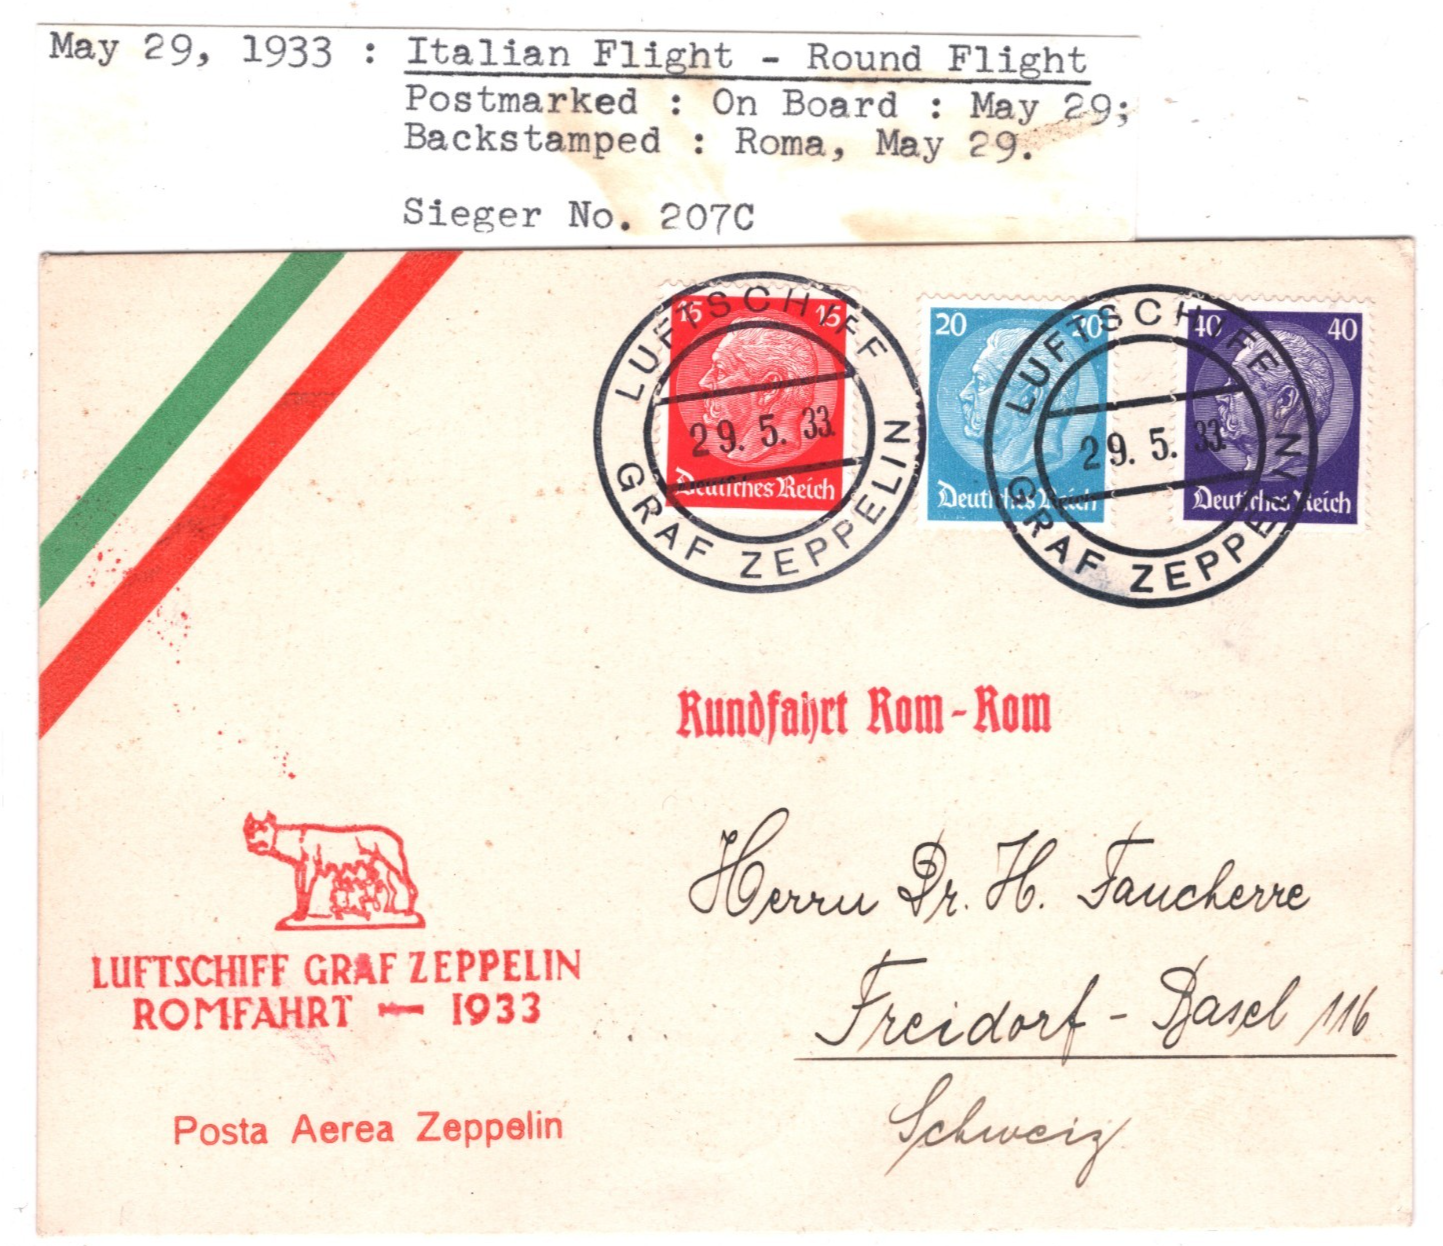 May 29, 1933 : Italian Flight - Round Flight
Postmarked : On Board : May 29;
Backstamped : Roma, May 29.
Sieger No. 207C
15 15
Deutsches Reich
20 20
Deutsches Reich
40 40
Deutsches Reich
LUFTSCHIFF
29.5.33.
GRAF ZEPPELIN
LUFTSCHIFF
29.5.33.
GRAF ZEPPELIN
Rundfahrt Rom-Rom
Herrn Dr. H. Faucherre
Freidorf - Basel 116
Schweiz
LUFTSCHIFF GRAF ZEPPELIN
ROMFAHRT — 1933
Posta Aerea Zeppelin